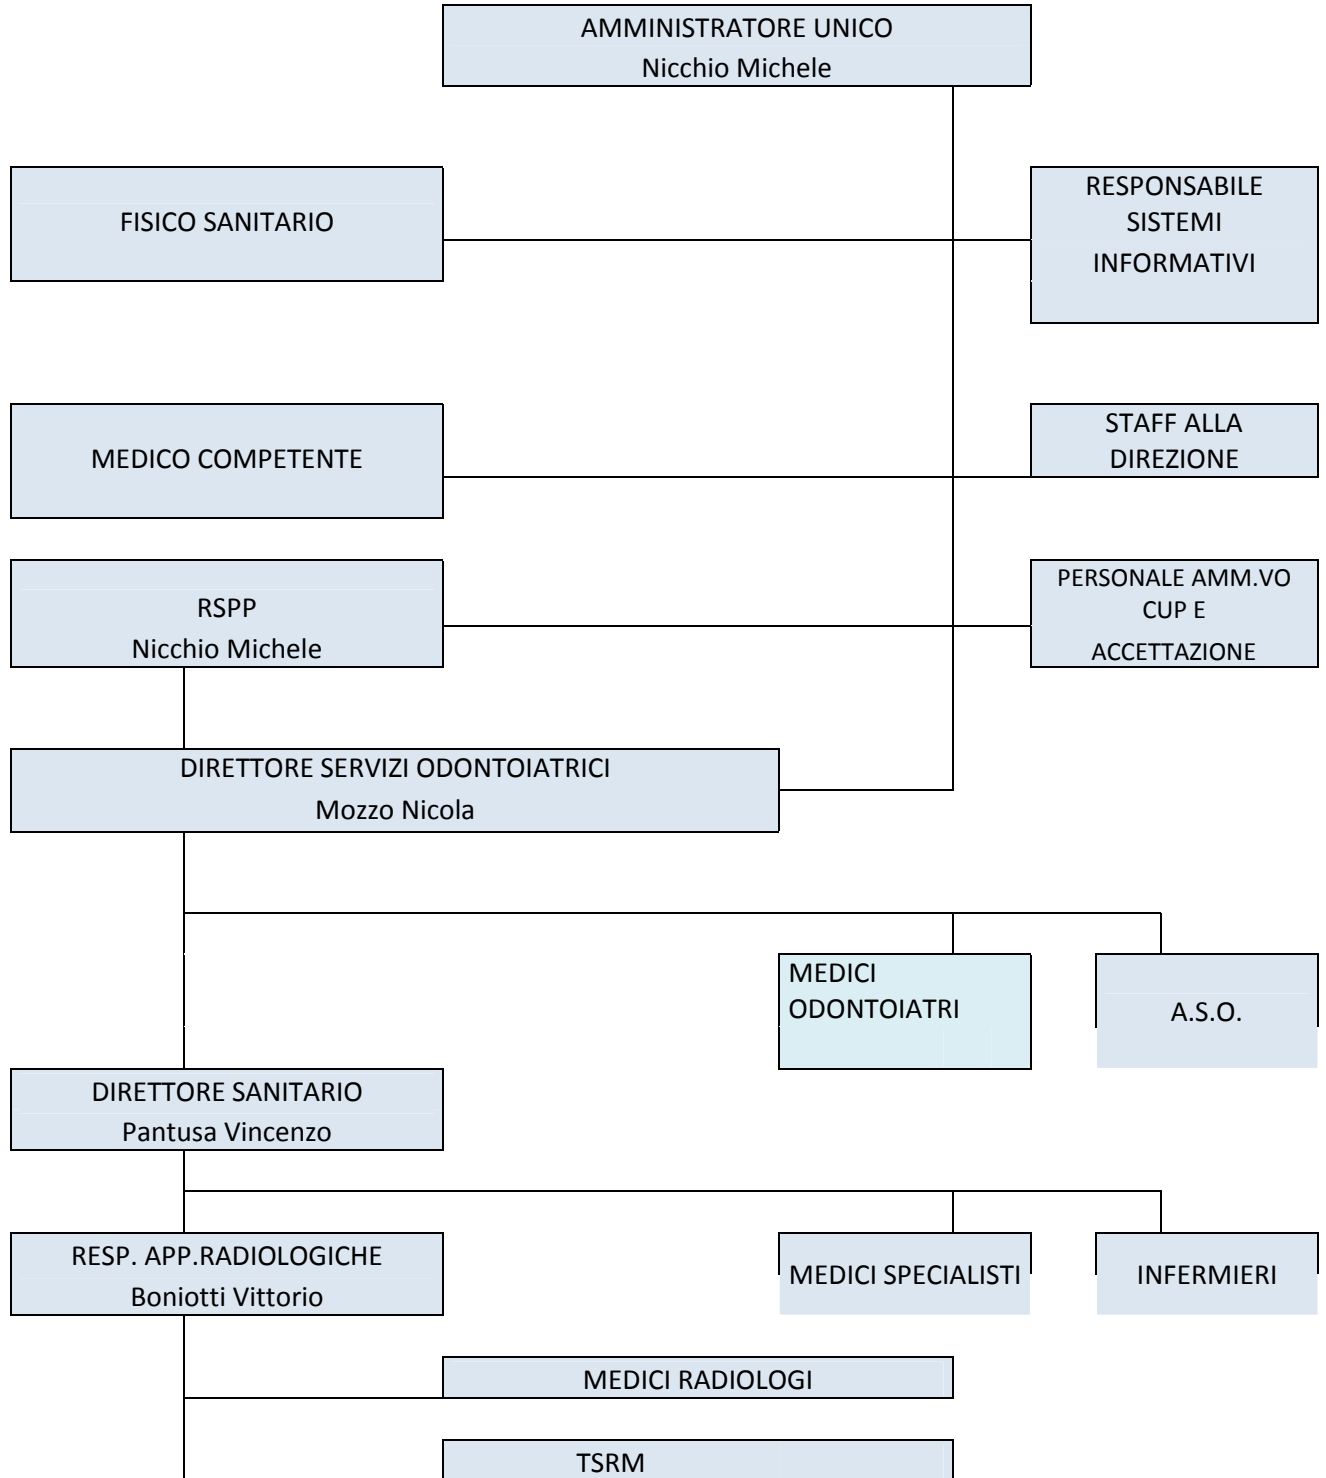 AMMINISTRATORE UNICO
Nicchio Michele
FISICO SANITARIO
RESPONSABILE
SISTEMI
INFORMATIVI
MEDICO COMPETENTE
STAFF ALLA
DIREZIONE
RSPP
Nicchio Michele
PERSONALE AMM.VO
CUP E
ACCETTAZIONE
DIRETTORE SERVIZI ODONTOIATRICI
Mozzo Nicola
MEDICI
ODONTOIATRI
A.S.O.
DIRETTORE SANITARIO
Pantusa Vincenzo
RESP. APP.RADIOLOGICHE
Boniotti Vittorio
MEDICI SPECIALISTI
INFERMIERI
MEDICI RADIOLOGI
TSRM